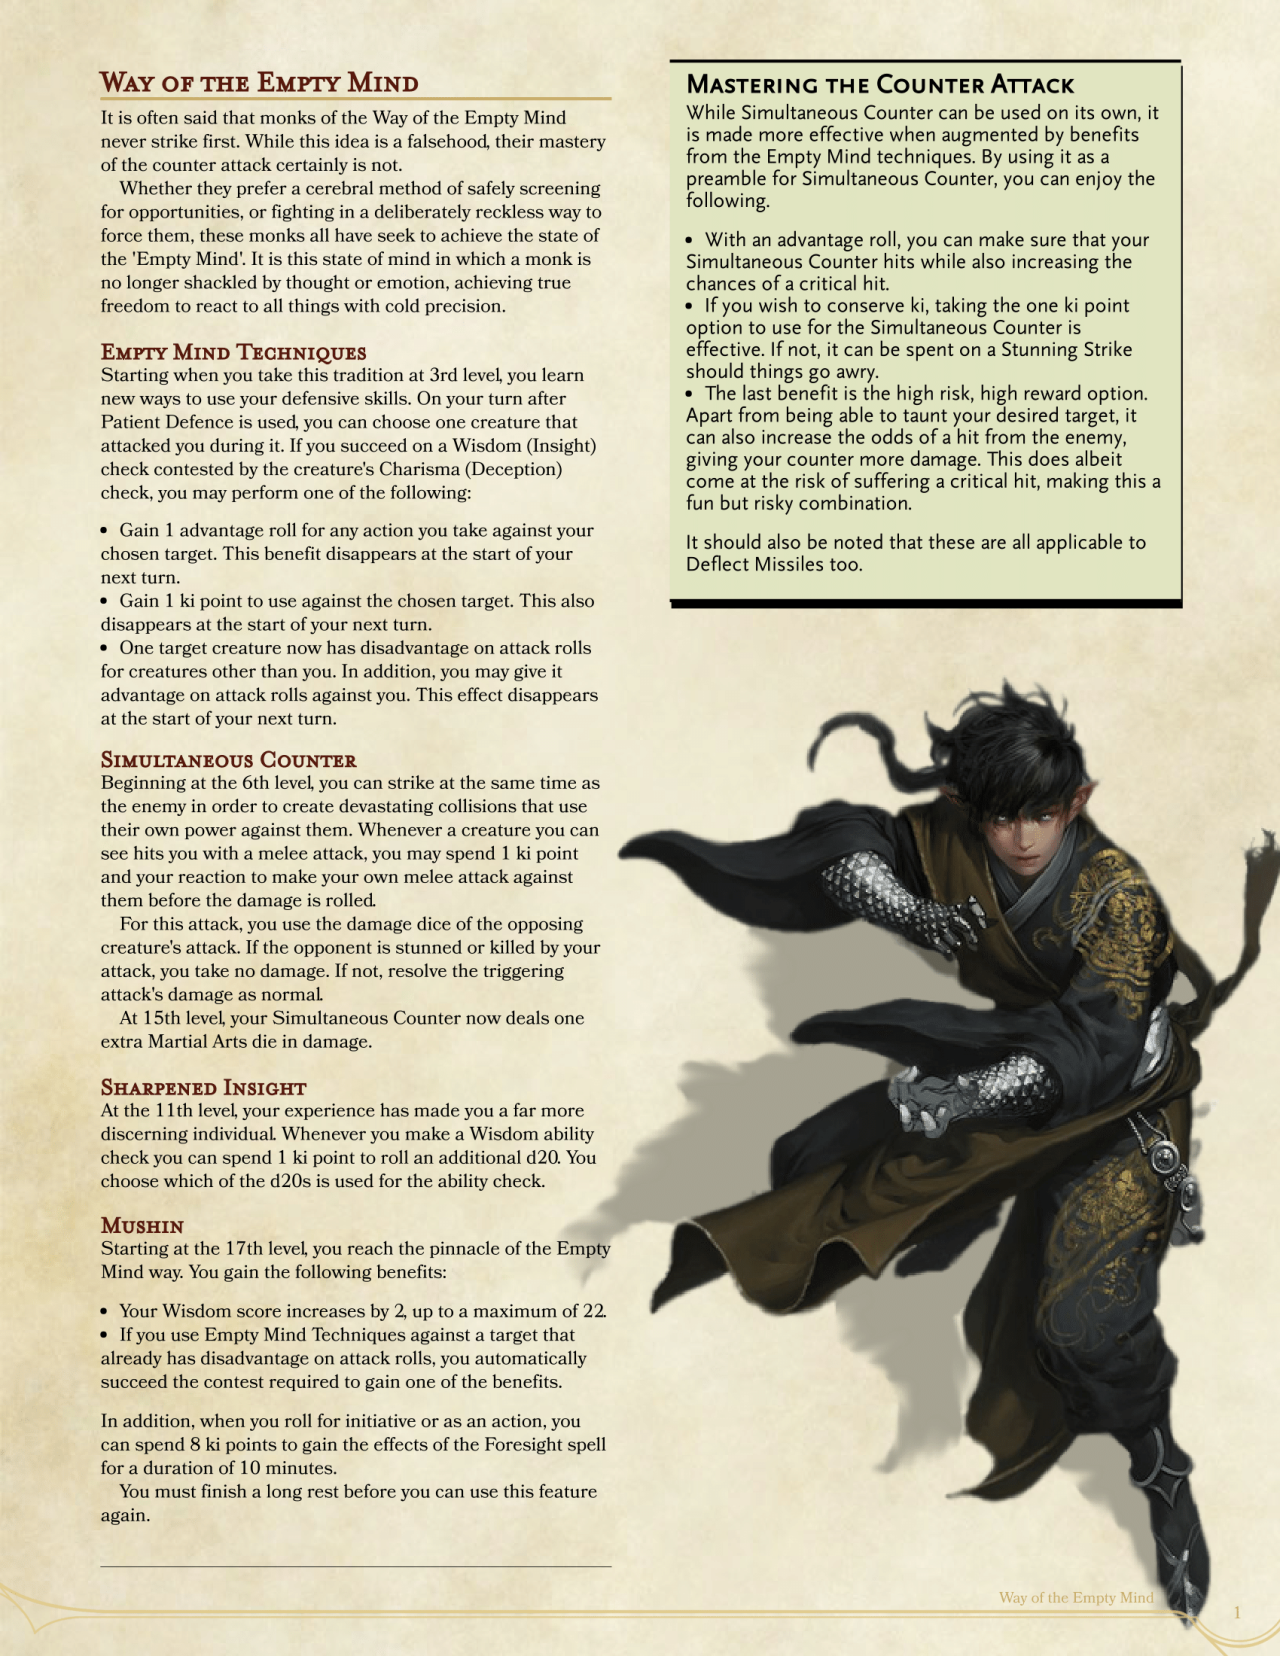 Way of the Empty Mind
It is often said that monks of the Way of the Empty Mind
never strike first. While this idea is a falsehood, their mastery
of the counter attack certainly is not.
Whether they prefer a cerebral method of safely screening
for opportunities, or fighting in a deliberately reckless way to
force them, these monks all have seek to achieve the state of
the 'Empty Mind'. It is this state of mind in which a monk is
no longer shackled by thought or emotion, achieving true
freedom to react to all things with cold precision.
Empty Mind Techniques
Starting when you take this tradition at 3rd level, you learn
new ways to use your defensive skills. On your turn after
Patient Defence is used, you can choose one creature that
attacked you during it. If you succeed on a Wisdom (Insight)
check contested by the creature's Charisma (Deception)
check, you may perform one of the following:
• Gain 1 advantage roll for any action you take against your
chosen target. This benefit disappears at the start of your
next turn.
• Gain 1 ki point to use against the chosen target. This also
disappears at the start of your next turn.
• One target creature now has disadvantage on attack rolls
for creatures other than you. In addition, you may give it
advantage on attack rolls against you. This effect disappears
at the start of your next turn.
Simultaneous Counter
Beginning at the 6th level, you can strike at the same time as
the enemy in order to create devastating collisions that use
their own power against them. Whenever a creature you can
see hits you with a melee attack, you may spend 1 ki point
and your reaction to make your own melee attack against
them before the damage is rolled.
For this attack, you use the damage dice of the opposing
creature's attack. If the opponent is stunned or killed by your
attack, you take no damage. If not, resolve the triggering
attack's damage as normal.
At 15th level, your Simultaneous Counter now deals one
extra Martial Arts die in damage.
Sharpened Insight
At the 11th level, your experience has made you a far more
discerning individual. Whenever you make a Wisdom ability
check you can spend 1 ki point to roll an additional d20. You
choose which of the d20s is used for the ability check.
Mushin
Starting at the 17th level, you reach the pinnacle of the Empty
Mind way. You gain the following benefits:
• Your Wisdom score increases by 2, up to a maximum of 22.
• If you use Empty Mind Techniques against a target that
already has disadvantage on attack rolls, you automatically
succeed the contest required to gain one of the benefits.
In addition, when you roll for initiative or as an action, you
can spend 8 ki points to gain the effects of the Foresight spell
for a duration of 10 minutes.
You must finish a long rest before you can use this feature
again.
Mastering the Counter Attack
While Simultaneous Counter can be used on its own, it
is made more effective when augmented by benefits
from the Empty Mind techniques. By using it as a
preamble for Simultaneous Counter, you can enjoy the
following.
• With an advantage roll, you can make sure that your
Simultaneous Counter hits while also increasing the
chances of a critical hit.
• If you wish to conserve ki, taking the one ki point
option to use for the Simultaneous Counter is
effective. If not, it can be spent on a Stunning Strike
should things go awry.
• The last benefit is the high risk, high reward option.
Apart from being able to taunt your desired target, it
can also increase the odds of a hit from the enemy,
giving your counter more damage. This does albeit
come at the risk of suffering a critical hit, making this a
fun but risky combination.
It should also be noted that these are all applicable to
Deflect Missiles too.
Way of the Empty Mind
1